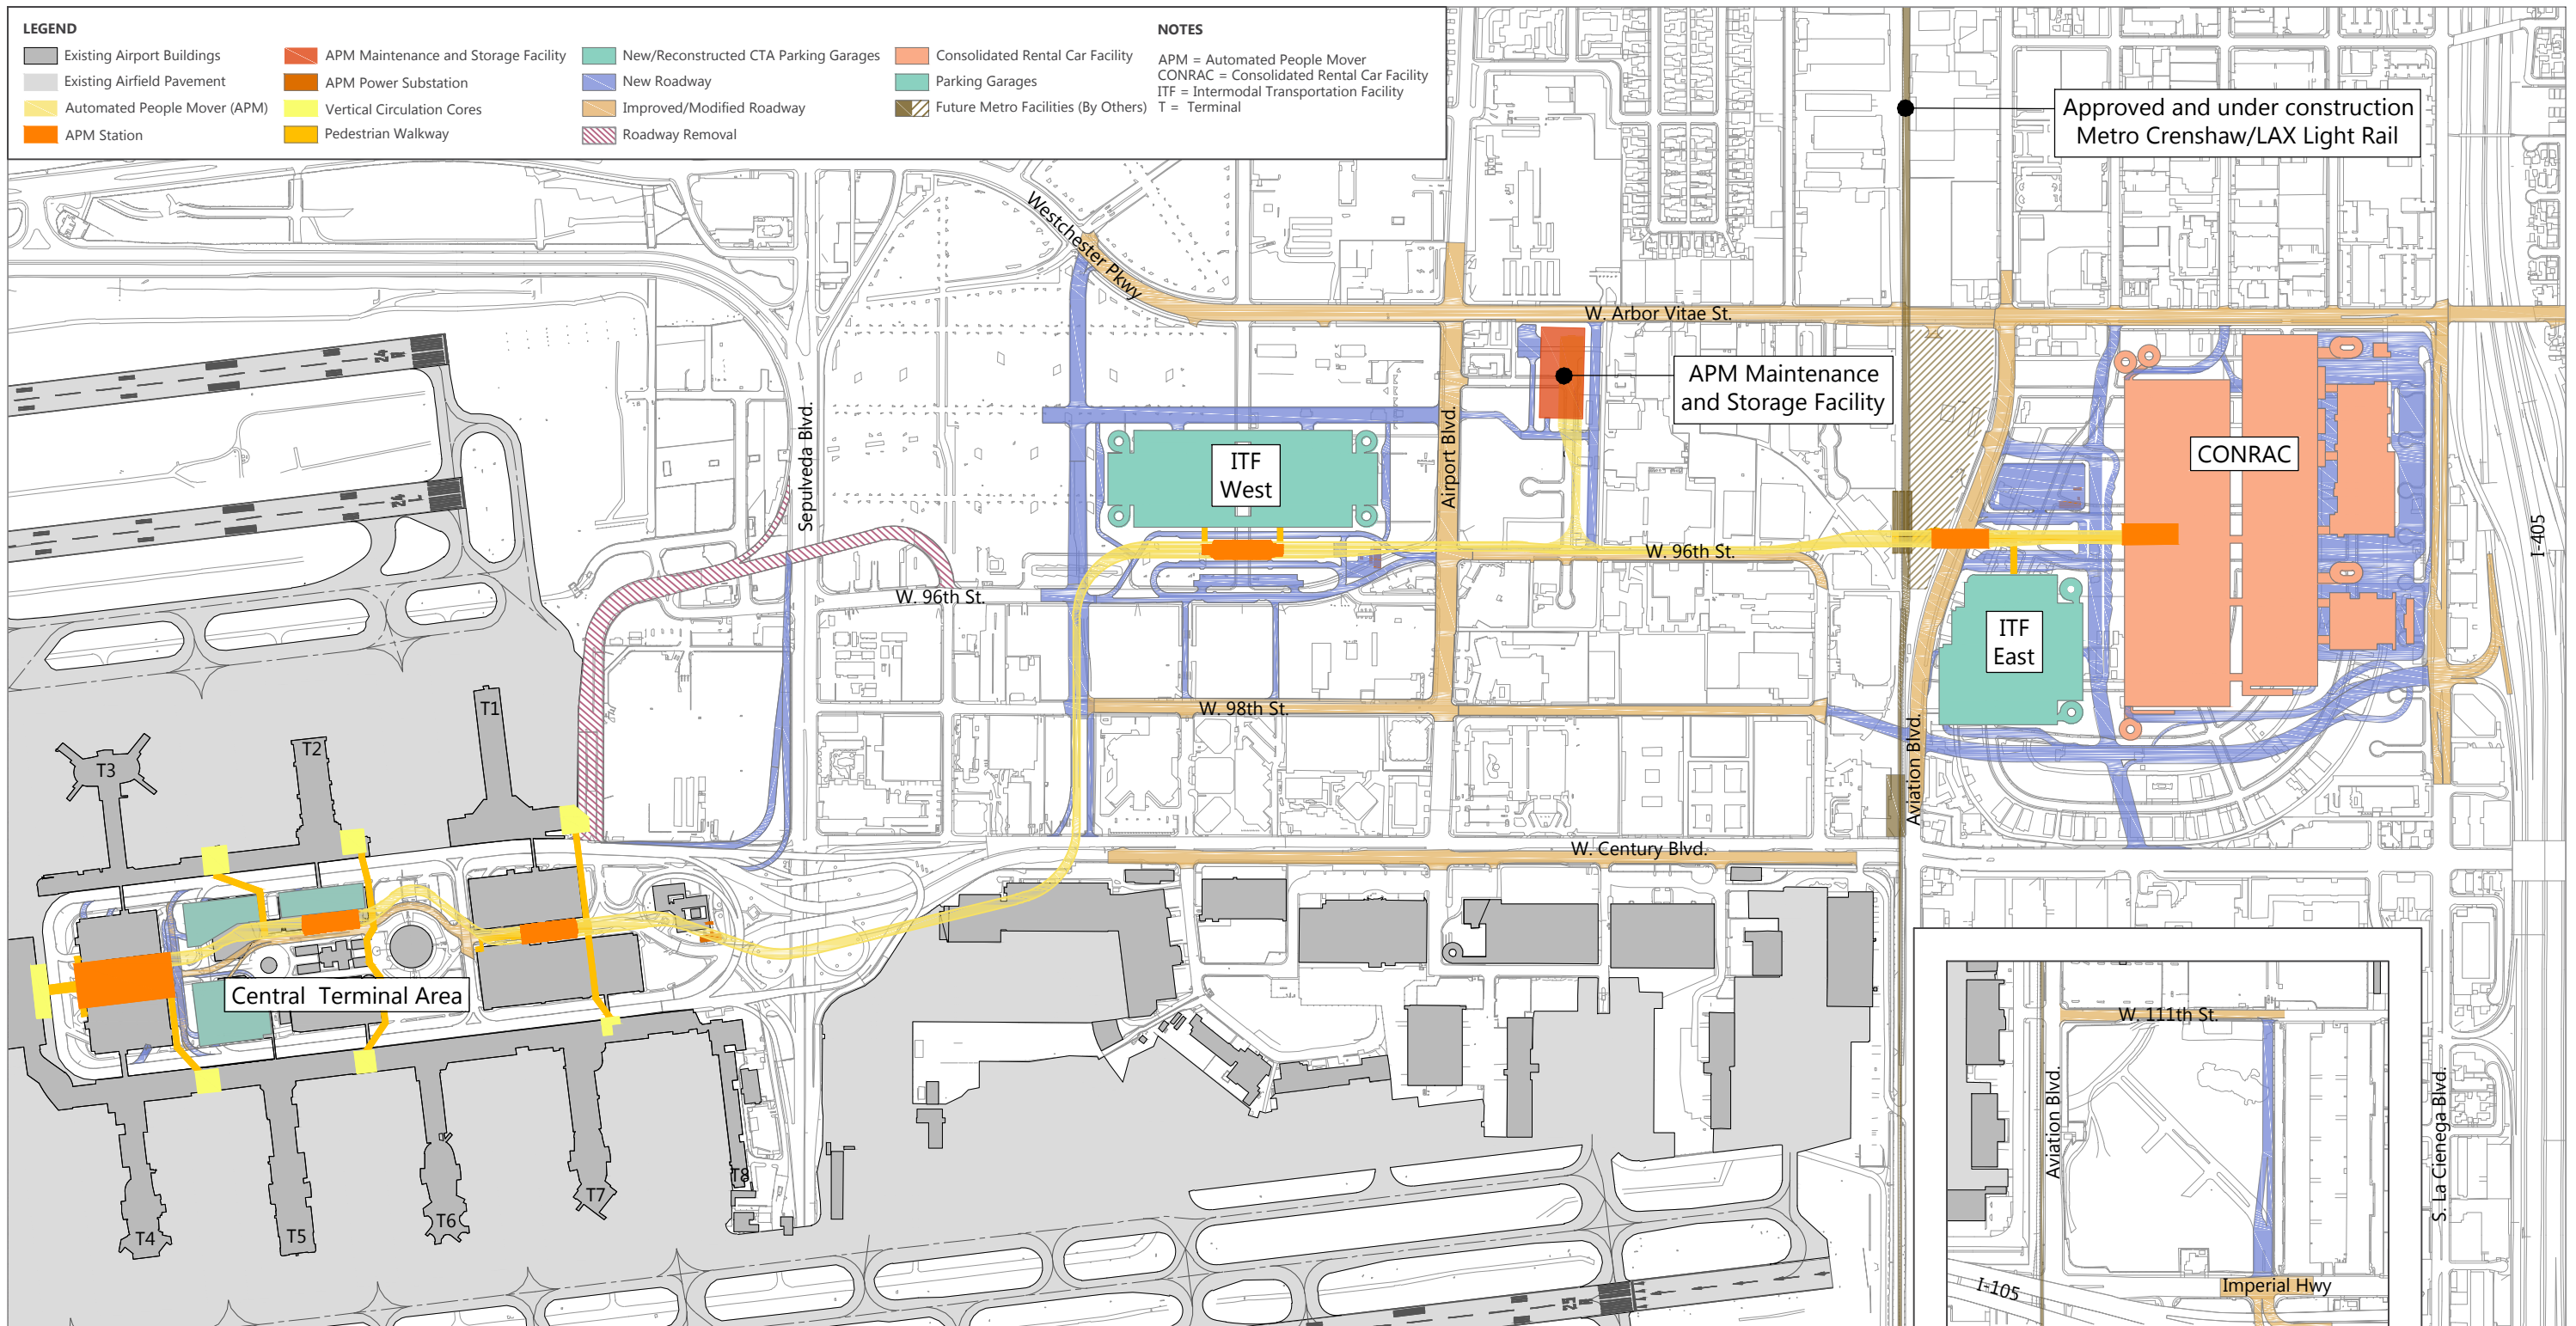 LEGEND
Existing Airport Buildings
Existing Airfield Pavement
Automated People Mover (APM)
APM Station
APM Maintenance and Storage Facility
APM Power Substation
Vertical Circulation Cores
Pedestrian Walkway
New/Reconstructed CTA Parking Garages
New Roadway
Improved/Modified Roadway
Roadway Removal
Consolidated Rental Car Facility
Parking Garages
Future Metro Facilities (By Others)
NOTES
APM = Automated People Mover
CONRAC = Consolidated Rental Car Facility
ITF = Intermodal Transportation Facility
T = Terminal
Approved and under construction
Metro Crenshaw/LAX Light Rail
Westchester Pkwy
W. Arbor Vitae St.
24
R
APM Maintenance
and Storage Facility
Sepulveda Blvd.
Airport Blvd.
ITF
West
CONRAC
24
L
I-405
W. 96th St.
W. 96th St.
ITF
East
W. 98th St.
Aviation Blvd.
T1
T2
T3
W. Century Blvd.
Central Terminal Area
W. 111th St.
Aviation Blvd.
S. La Cienega Blvd.
T8
T7
T6
T5
T4
I-105
Imperial Hwy
25